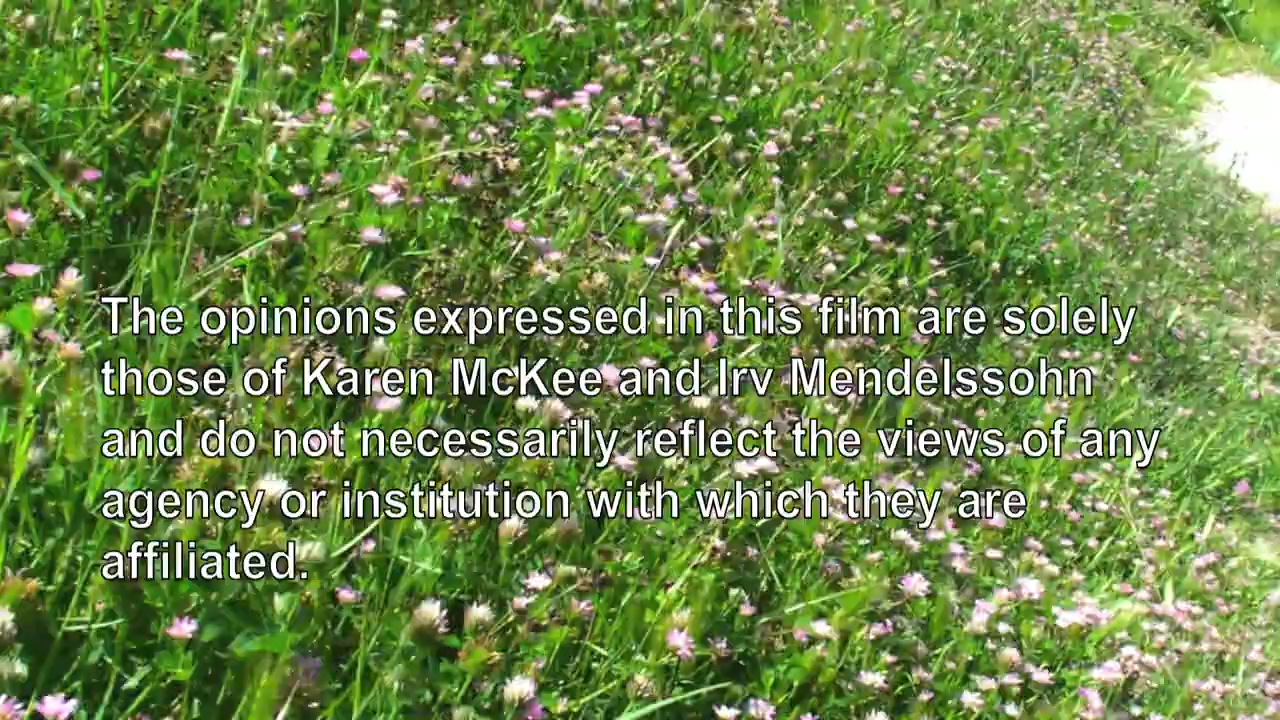 The opinions expressed in this film are solely
those of Karen McKee and Irv Mendelssohn
and do not necessarily reflect the views of any
agency or institution with which they are
affiliated.